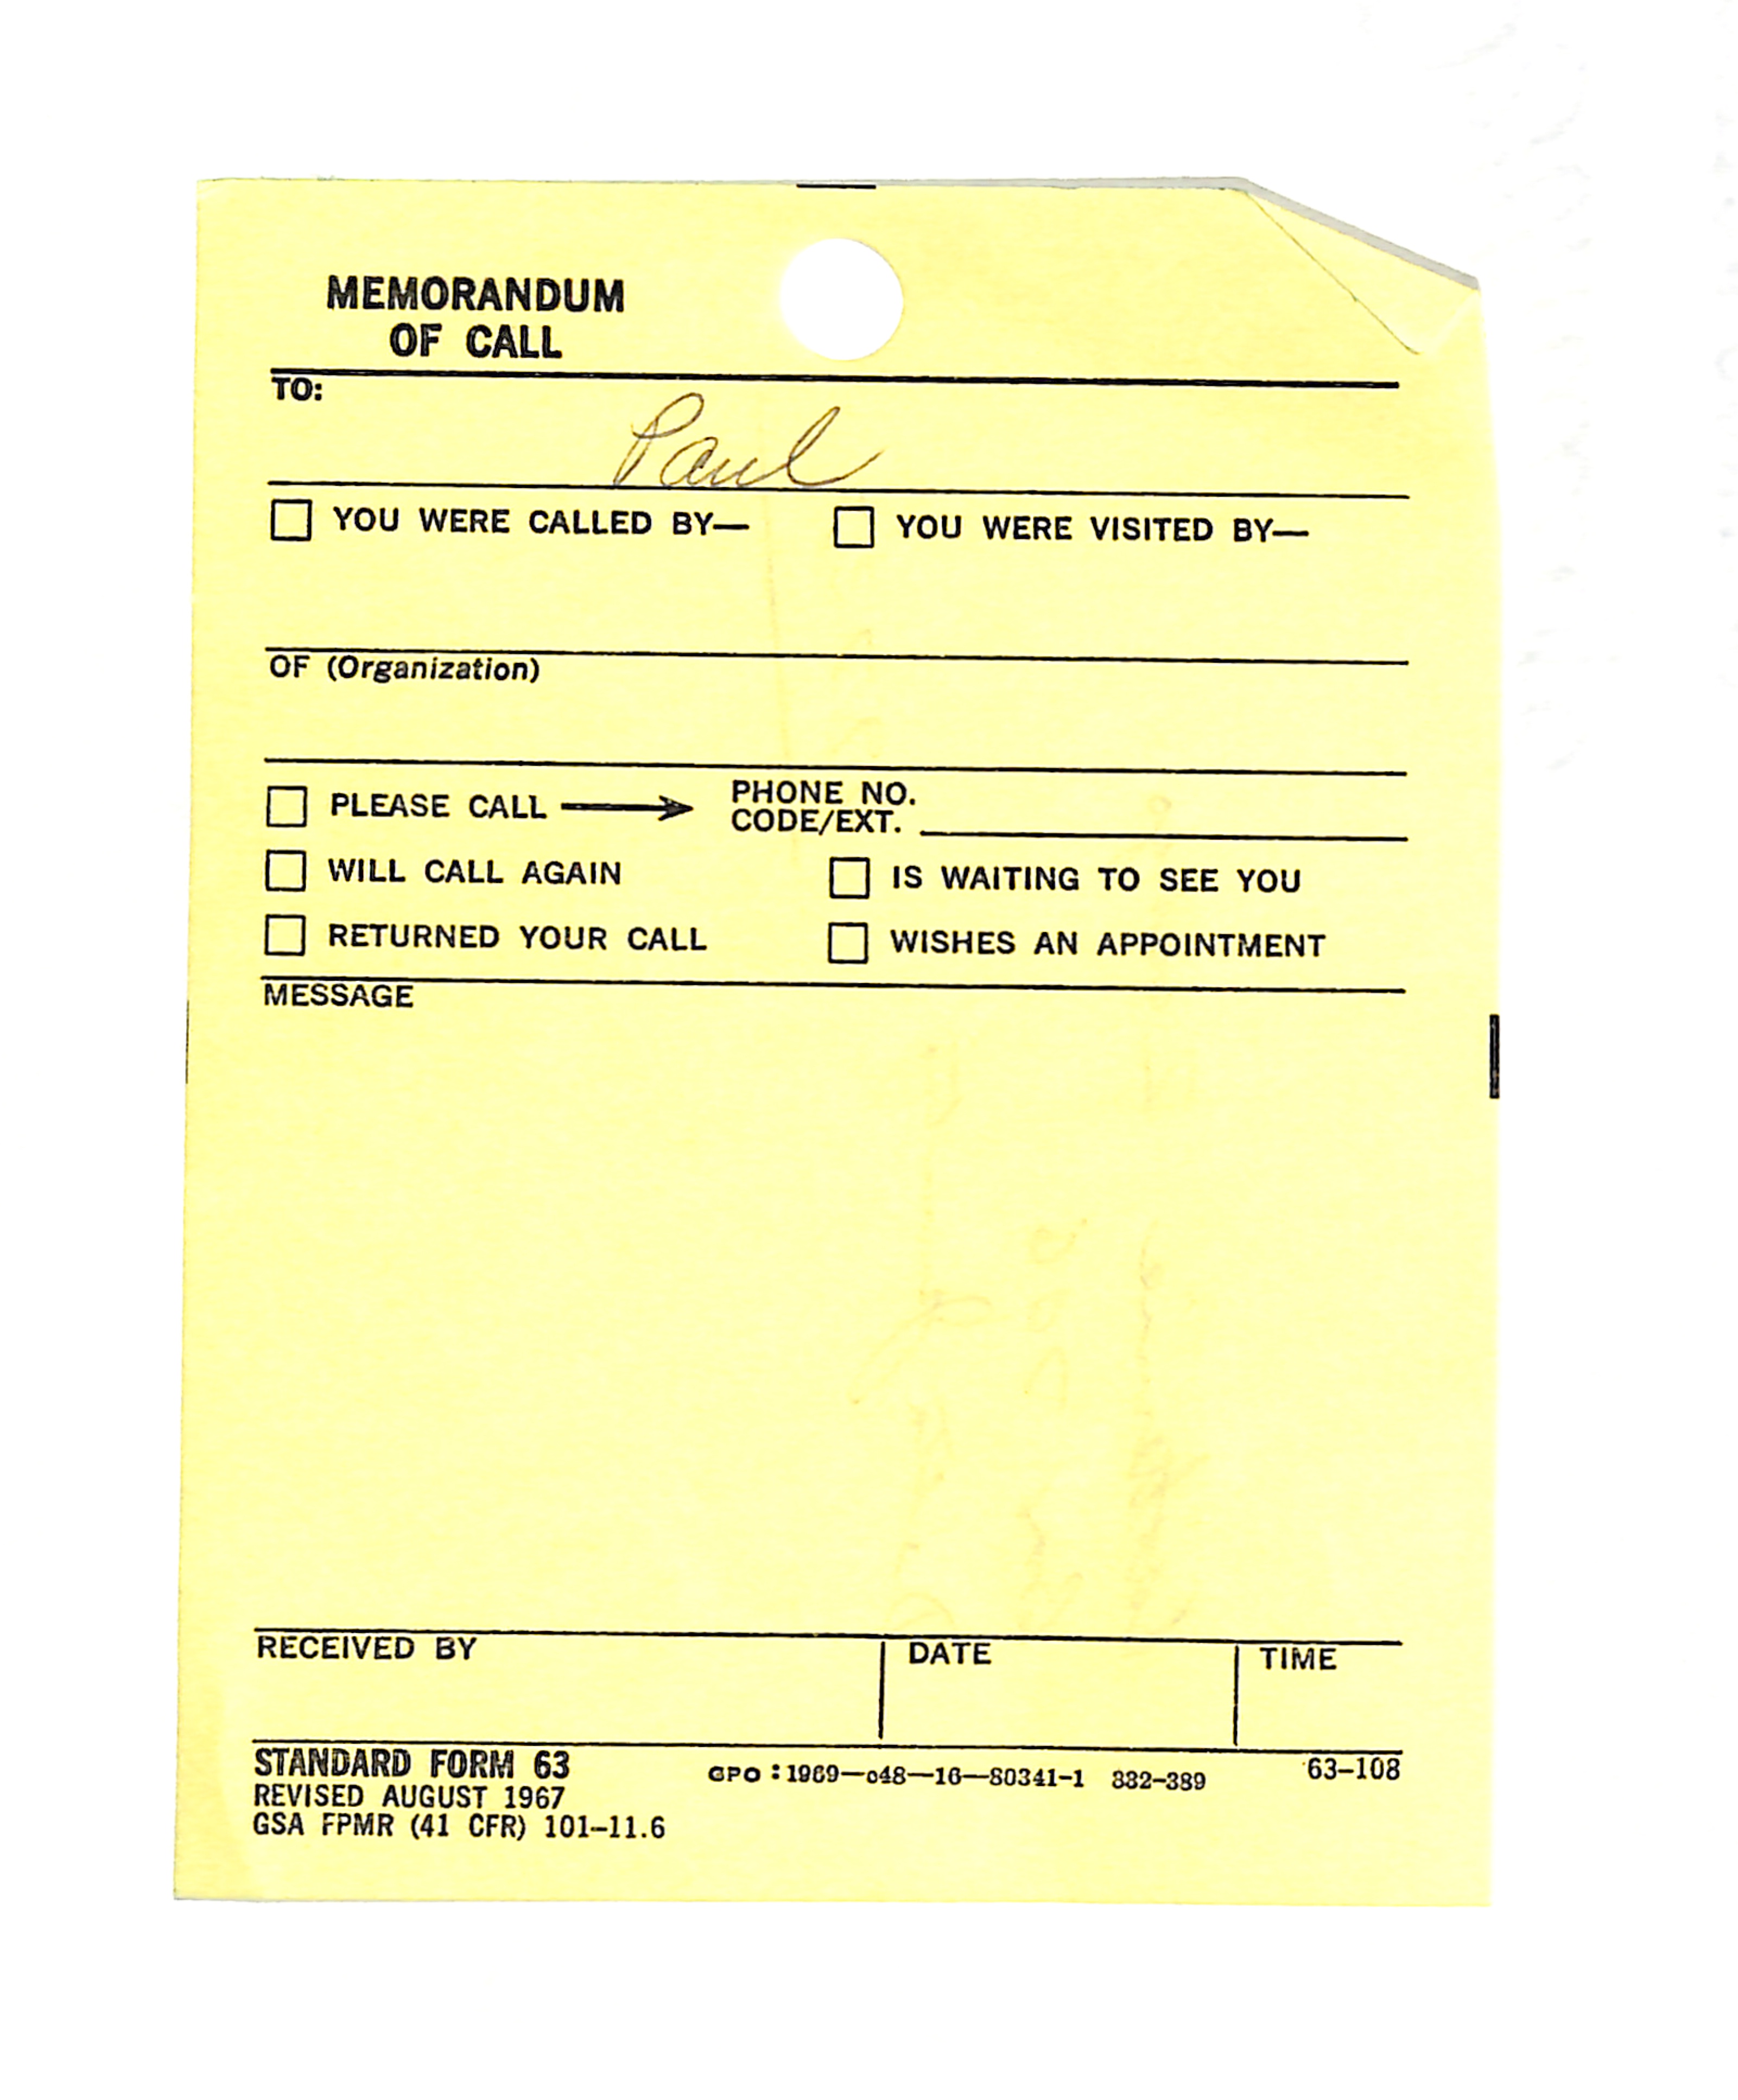 MEMORANDUM
OF CALL
TO:
Paul
☐ YOU WERE CALLED BY— ☐ YOU WERE VISITED BY—
OF (Organization)
☐ PLEASE CALL → PHONE NO.
CODE/EXT.
☐ WILL CALL AGAIN ☐ IS WAITING TO SEE YOU
☐ RETURNED YOUR CALL ☐ WISHES AN APPOINTMENT
MESSAGE
RECEIVED BY DATE TIME
STANDARD FORM 63 GPO : 1969—c48—16—80341-1 332-389 63-108
REVISED AUGUST 1967
GSA FPMR (41 CFR) 101-11.6